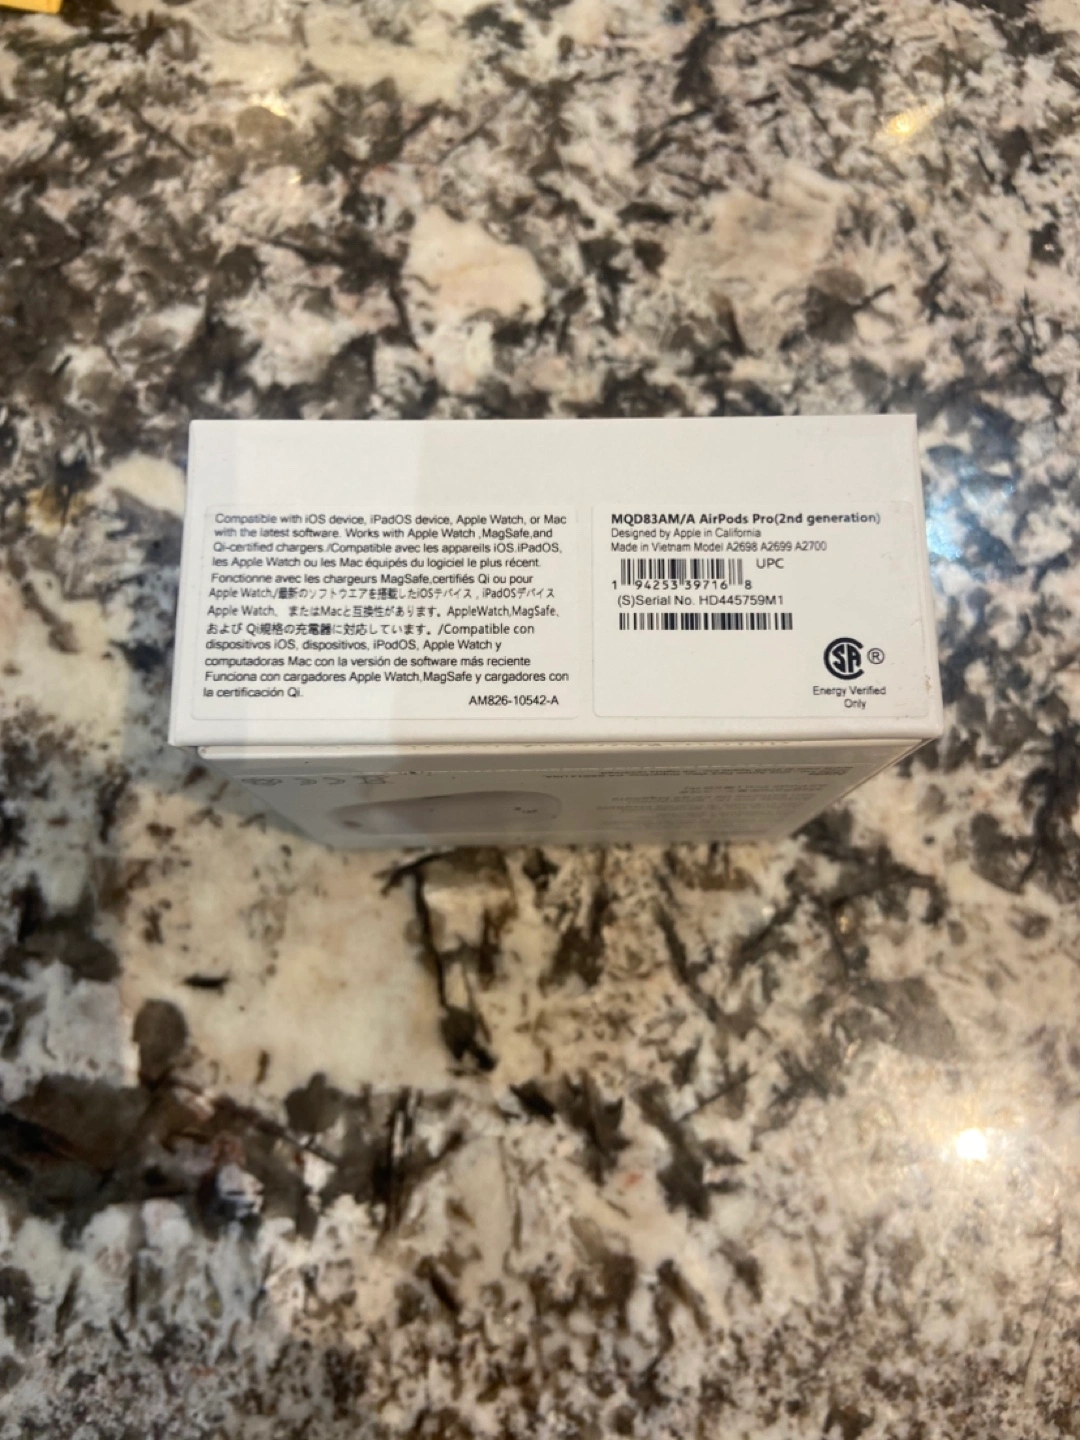 Compatible with iOS device, iPadOS device, Apple Watch, or Mac
with the latest software. Works with Apple Watch ,MagSafe,and
Qi-certified chargers./Compatible avec les appareils iOS.iPadOS,
les Apple Watch ou les Mac équipés du logiciel le plus récent.
Fonctionne avec les chargeurs MagSafe,certifiés Qi ou pour
Apple Watch/最新のソフトウエアを搭載したiOSデバイス , iPadOSデバイス
Apple Watch、 またはMacと互換性があります。AppleWatch,MagSafe、
および Qi規格の充電器に対応しています。/Compatible con
dispositivos iOS, dispositivos, iPodOS, Apple Watch y
computadoras Mac con la versión de software más reciente
Funciona con cargadores Apple Watch,MagSafe y cargadores con
la certificación Qi.
AM826-10542-A
MQD83AM/A AirPods Pro(2nd generation)
Designed by Apple in California
Made in Vietnam Model A2698 A2699 A2700
UPC
1 94253 39716 8
(S)Serial No. HD445759M1
SA ®
Energy Verified
Only